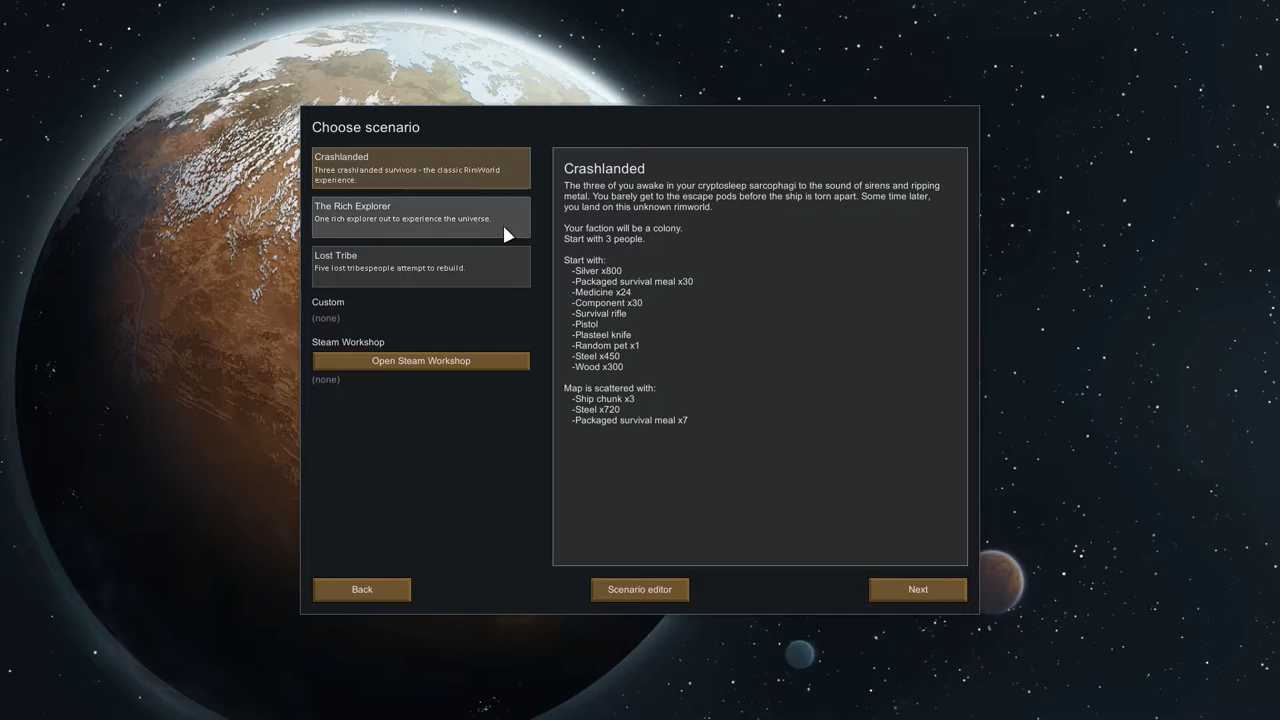 Choose scenario
Crashlanded
Three crashlanded survivors - the classic RimWorld
experience.
The Rich Explorer
One rich explorer out to experience the universe.
Lost Tribe
Five lost tribespeople attempt to rebuild.
Custom
(none)
Steam Workshop
Open Steam Workshop
(none)
Crashlanded
The three of you awake in your cryptosleep sarcophagi to the sound of sirens and ripping
metal. You barely get to the escape pods before the ship is torn apart. Some time later,
you land on this unknown rimworld.
Your faction will be a colony.
Start with 3 people.
Start with:
-Silver x800
-Packaged survival meal x30
-Medicine x24
-Component x30
-Survival rifle
-Pistol
-Plasteel knife
-Random pet x1
-Steel x450
-Wood x300
Map is scattered with:
-Ship chunk x3
-Steel x720
-Packaged survival meal x7
Back
Scenario editor
Next